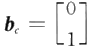 b_c = [0
1]